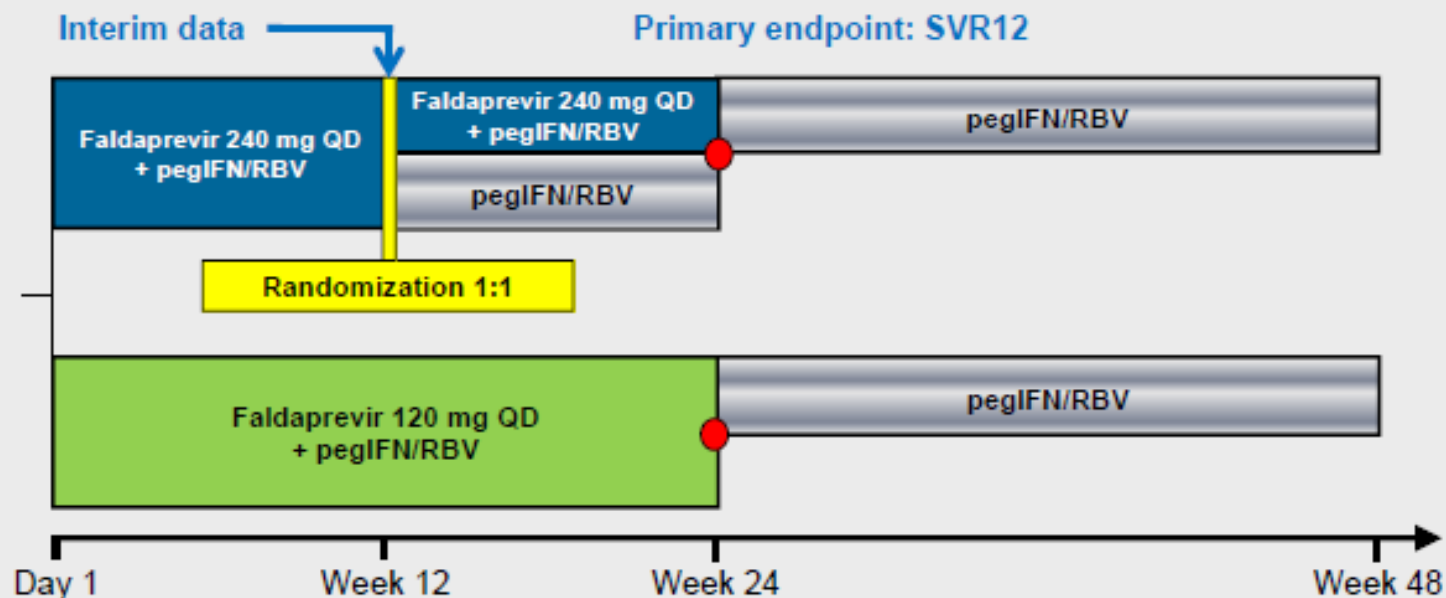 Interim data
Primary endpoint: SVR12
Faldaprevir 240 mg QD
+ pegIFN/RBV
Faldaprevir 240 mg QD
+ pegIFN/RBV
pegIFN/RBV
pegIFN/RBV
Randomization 1:1
Faldaprevir 120 mg QD
+ pegIFN/RBV
pegIFN/RBV
Day 1
Week 12
Week 24
Week 48